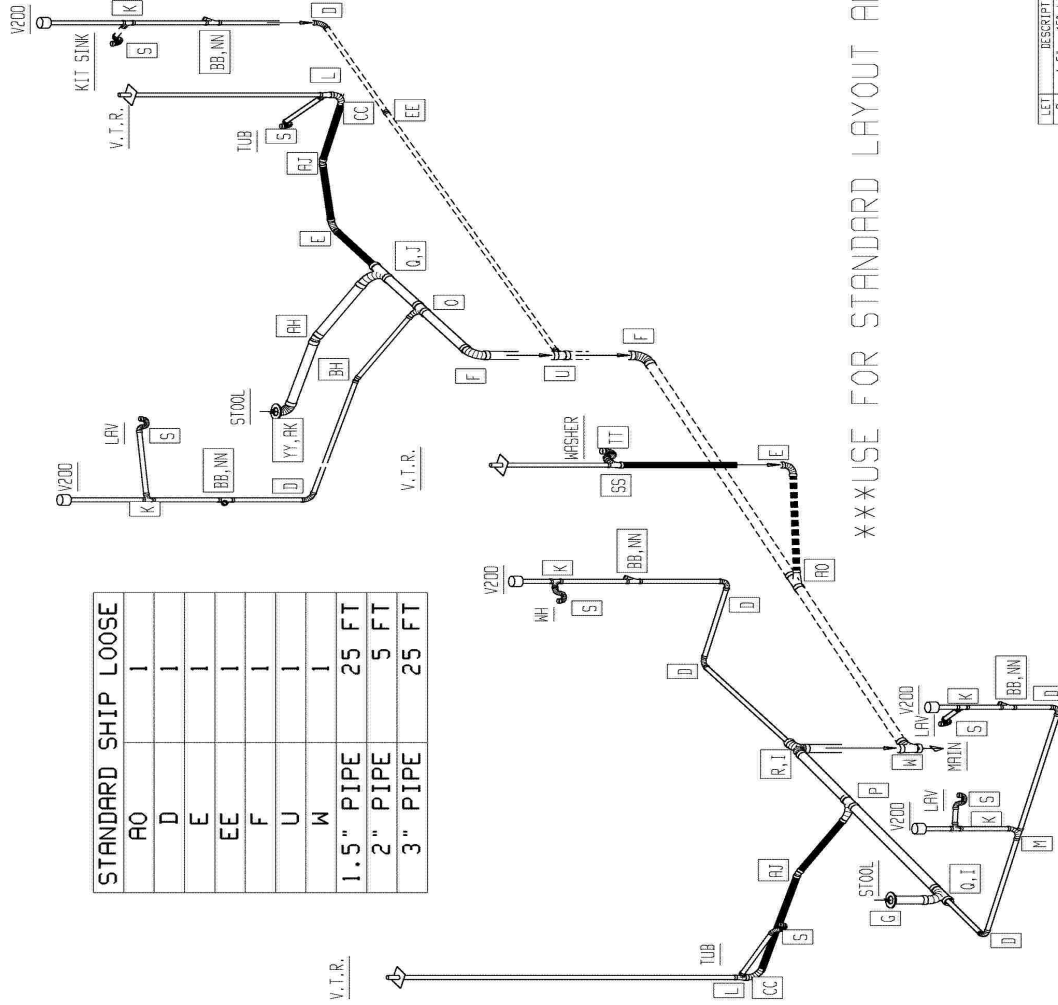 V200
K
KIT SINK
S
BB,NN
D
V.T.R.
L
TUB
S
CC
EE
AJ
E
Q,J
AH
O
BH
STOOL
YY,AK
F
U
F
V200
LAV
K
S
BB,NN
D
V.T.R.
WASHER
TT
SS
E
AO
STANDARD SHIP LOOSE
AO 1
D 1
E 1
EE 1
F 1
U 1
W 1
1.5" PIPE 25 FT
2" PIPE 5 FT
3" PIPE 25 FT
V200
K
WH
S
BB,NN
D
D
R,I
W
MAIN
P
V200
LAV
K
S
BB,NN
D
V200
LAV
K
S
M
STOOL
G
Q,I
D
AJ
TUB
S
L
CC
V.T.R.
***USE FOR STANDARD LAYOUT
LET DESCRIPT